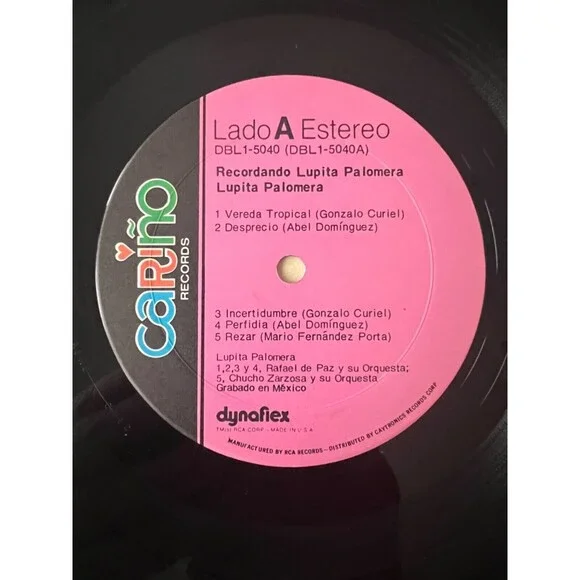 Lado A Estereo
DBL1-5040 (DBL1-5040A)
Recordando Lupita Palomera
Lupita Palomera
1 Vereda Tropical (Gonzalo Curiel)
2 Desprecio (Abel Domínguez)
3 Incertidumbre (Gonzalo Curiel)
4 Perfidia (Abel Domínguez)
5 Rezar (Mario Fernández Porta)
Lupita Palomera
1,2,3 y 4, Rafael de Paz y su Orquesta;
5, Chucho Zarzosa y su Orquesta
Grabado en México
dynaflex
TM(s) RCA CORP.-MADE IN U.S.A.
MANUFACTURED BY RCA RECORDS-DISTRIBUTED BY CAYTRONICS RECORDS CORP.
CARIÑO
RECORDS